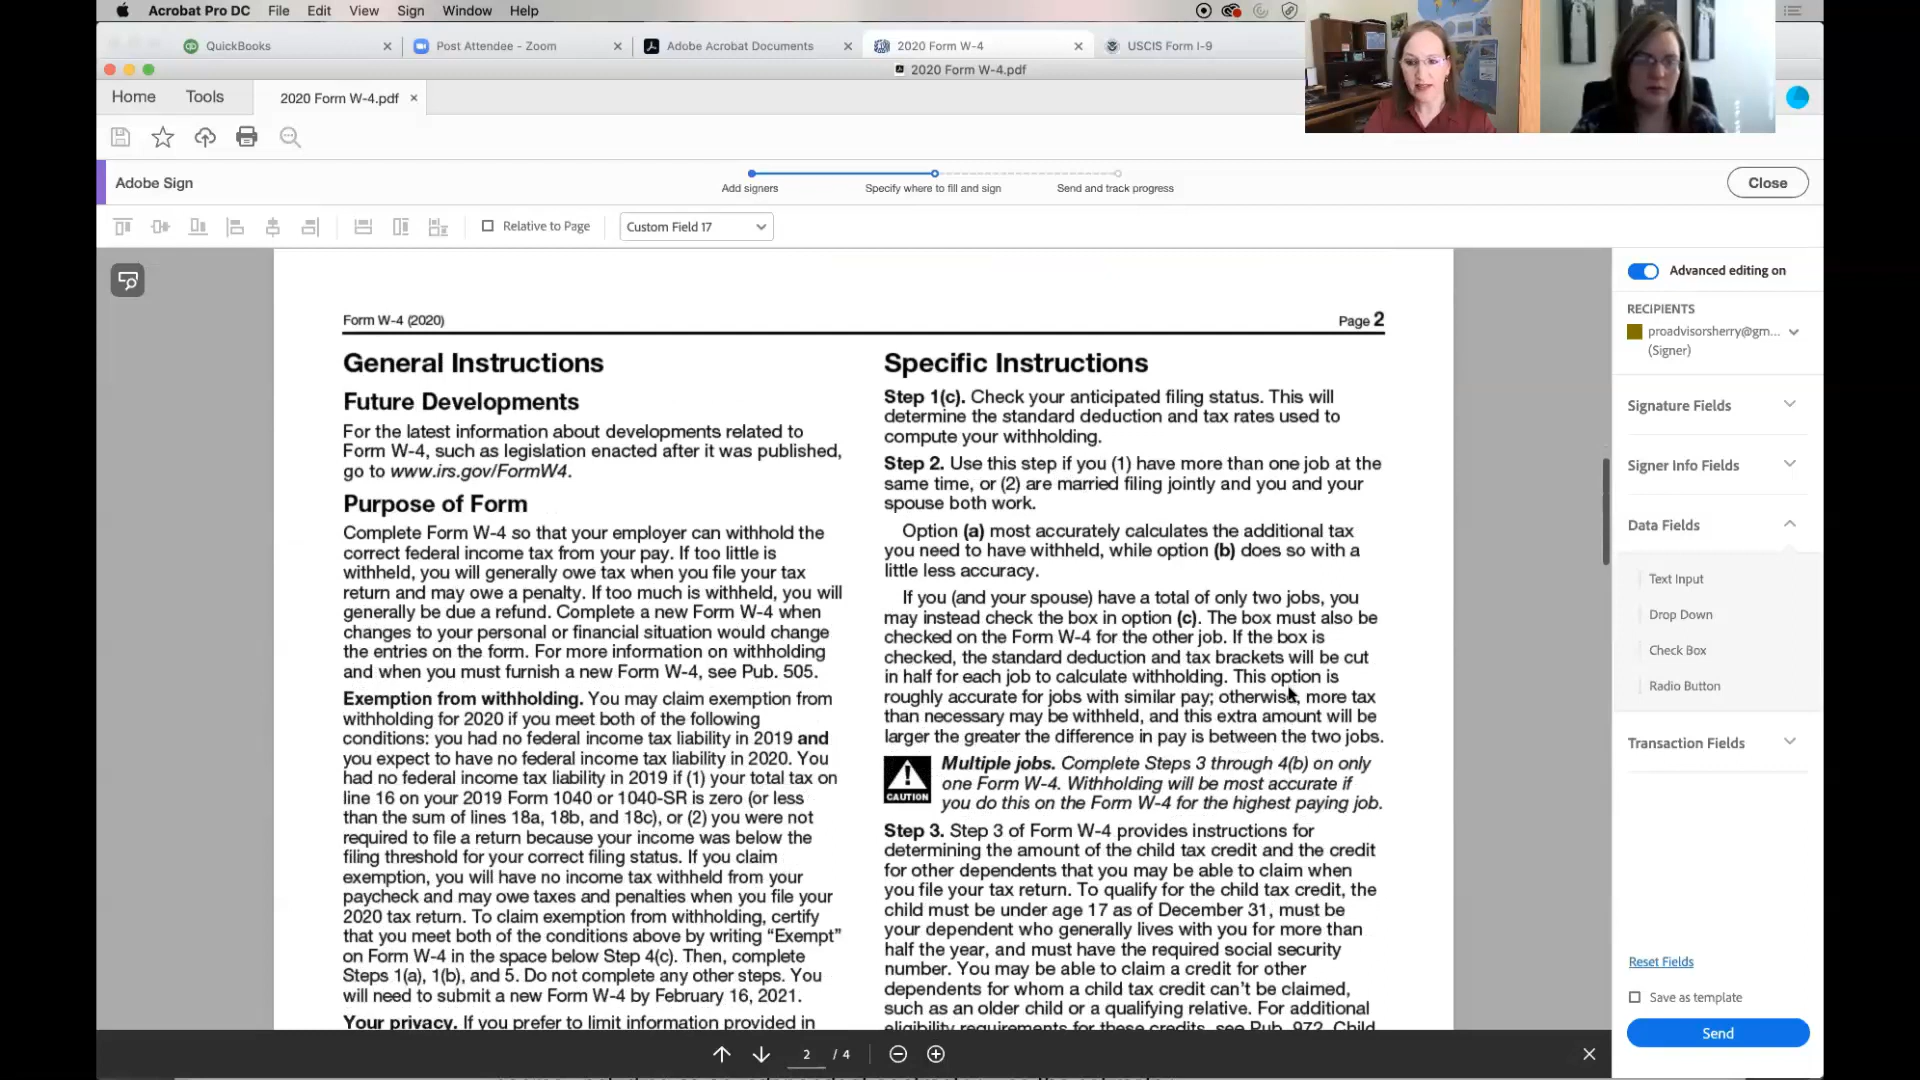 Acrobat Pro DC File Edit View Sign Window Help
QuickBooks Post Attendee - Zoom Adobe Acrobat Documents 2020 Form W-4 USCIS Form I-9
2020 Form W-4.pdf
Home Tools 2020 Form W-4.pdf
Adobe Sign
Add signers Specify where to fill and sign Send and track progress
Close
Relative to Page Custom Field 17
Form W-4 (2020) Page 2
General Instructions
Future Developments
For the latest information about developments related to
Form W-4, such as legislation enacted after it was published,
go to www.irs.gov/FormW4.
Purpose of Form
Complete Form W-4 so that your employer can withhold the
correct federal income tax from your pay. If too little is
withheld, you will generally owe tax when you file your tax
return and may owe a penalty. If too much is withheld, you will
generally be due a refund. Complete a new Form W-4 when
changes to your personal or financial situation would change
the entries on the form. For more information on withholding
and when you must furnish a new Form W-4, see Pub. 505.
Exemption from withholding. You may claim exemption from
withholding for 2020 if you meet both of the following
conditions: you had no federal income tax liability in 2019 and
you expect to have no federal income tax liability in 2020. You
had no federal income tax liability in 2019 if (1) your total tax on
line 16 on your 2019 Form 1040 or 1040-SR is zero (or less
than the sum of lines 18a, 18b, and 18c), or (2) you were not
required to file a return because your income was below the
filing threshold for your correct filing status. If you claim
exemption, you will have no income tax withheld from your
paycheck and may owe taxes and penalties when you file your
2020 tax return. To claim exemption from withholding, certify
that you meet both of the conditions above by writing “Exempt”
on Form W-4 in the space below Step 4(c). Then, complete
Steps 1(a), 1(b), and 5. Do not complete any other steps. You
will need to submit a new Form W-4 by February 16, 2021.
Your privacy. If you prefer to limit information provided in
Specific Instructions
Step 1(c). Check your anticipated filing status. This will
determine the standard deduction and tax rates used to
compute your withholding.
Step 2. Use this step if you (1) have more than one job at the
same time, or (2) are married filing jointly and you and your
spouse both work.
Option (a) most accurately calculates the additional tax
you need to have withheld, while option (b) does so with a
little less accuracy.
If you (and your spouse) have a total of only two jobs, you
may instead check the box in option (c). The box must also be
checked on the Form W-4 for the other job. If the box is
checked, the standard deduction and tax brackets will be cut
in half for each job to calculate withholding. This option is
roughly accurate for jobs with similar pay; otherwise, more tax
than necessary may be withheld, and this extra amount will be
larger the greater the difference in pay is between the two jobs.
CAUTION
Multiple jobs. Complete Steps 3 through 4(b) on only
one Form W-4. Withholding will be most accurate if
you do this on the Form W-4 for the highest paying job.
Step 3. Step 3 of Form W-4 provides instructions for
determining the amount of the child tax credit and the credit
for other dependents that you may be able to claim when
you file your tax return. To qualify for the child tax credit, the
child must be under age 17 as of December 31, must be
your dependent who generally lives with you for more than
half the year, and must have the required social security
number. You may be able to claim a credit for other
dependents for whom a child tax credit can’t be claimed,
such as an older child or a qualifying relative. For additional
eligibility requirements for these credits, see Pub. 972, Child
Advanced editing on
RECIPIENTS
proadvisorsherry@gm...
(Signer)
Signature Fields
Signer Info Fields
Data Fields
Text Input
Drop Down
Check Box
Radio Button
Transaction Fields
Reset Fields
Save as template
Send
2 / 4